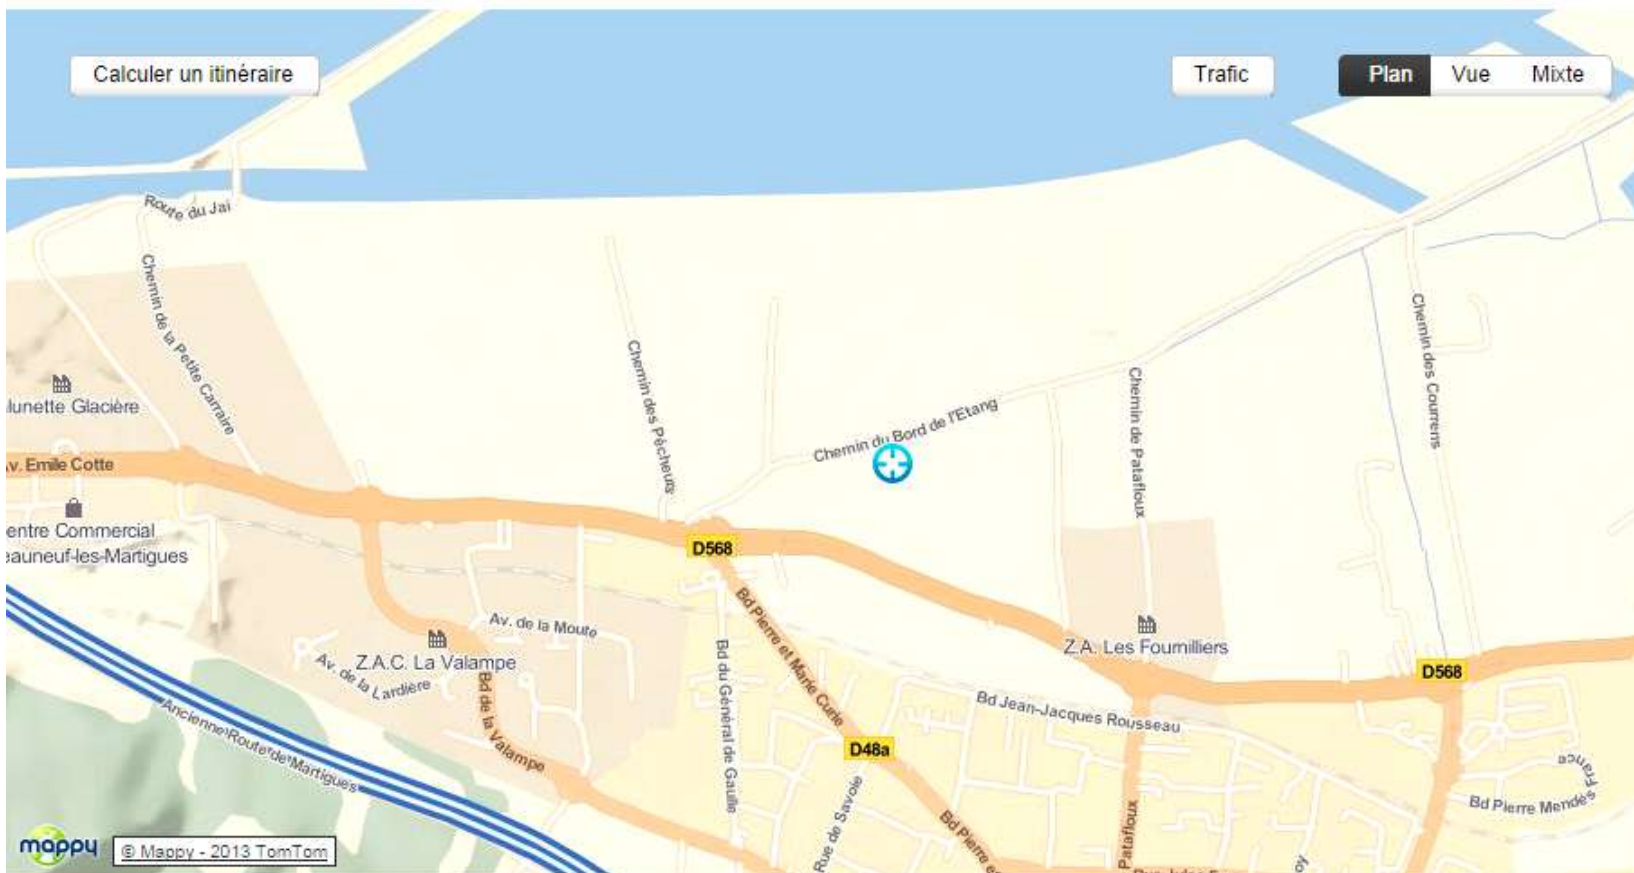 Calculer un itinéraire
Trafic
Plan
Vue
Mixte
Route du Jaï
Chemin de la Petite Carraire
Chemin des Pêcheurs
Chemin du Bord de l'Etang
Chemin de Patafloux
Chemin des Courrens
lunette Glacière
Av. Emile Cotte
entre Commercial
eauneuf-les-Martigues
D568
Av. de la Moute
Z.A.C. La Valampe
Av. de la Lardière
Bd de la Valampe
Ancienne Route de Martigues
Bd du Général de Gaulle
Bd Pierre et Marie Curie
Z.A. Les Fournilliers
D568
Bd Jean-Jacques Rousseau
D48a
Rue de Savoie
Bd Pierre e
Patafloux
Bd Pierre Mendès France
mappy
© Mappy - 2013 TomTom